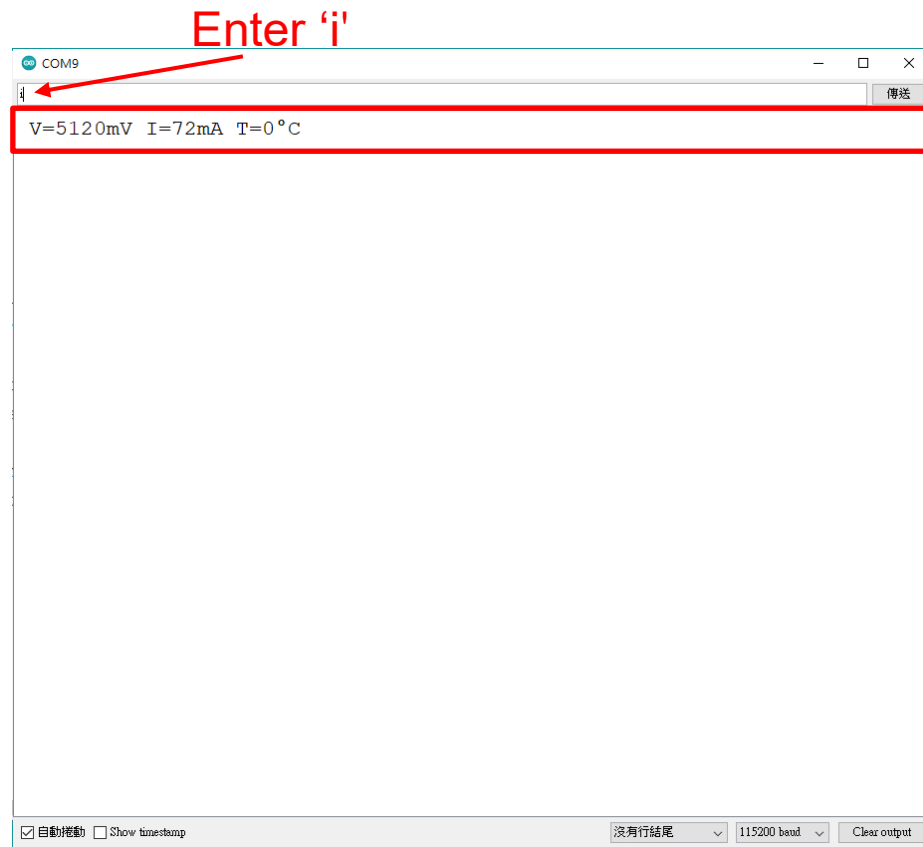 Enter ‘i'
COM9
i
傳送
V=5120mV I=72mA T=0°C
自動捲動 Show timestamp 沒有行結尾 115200 baud Clear output